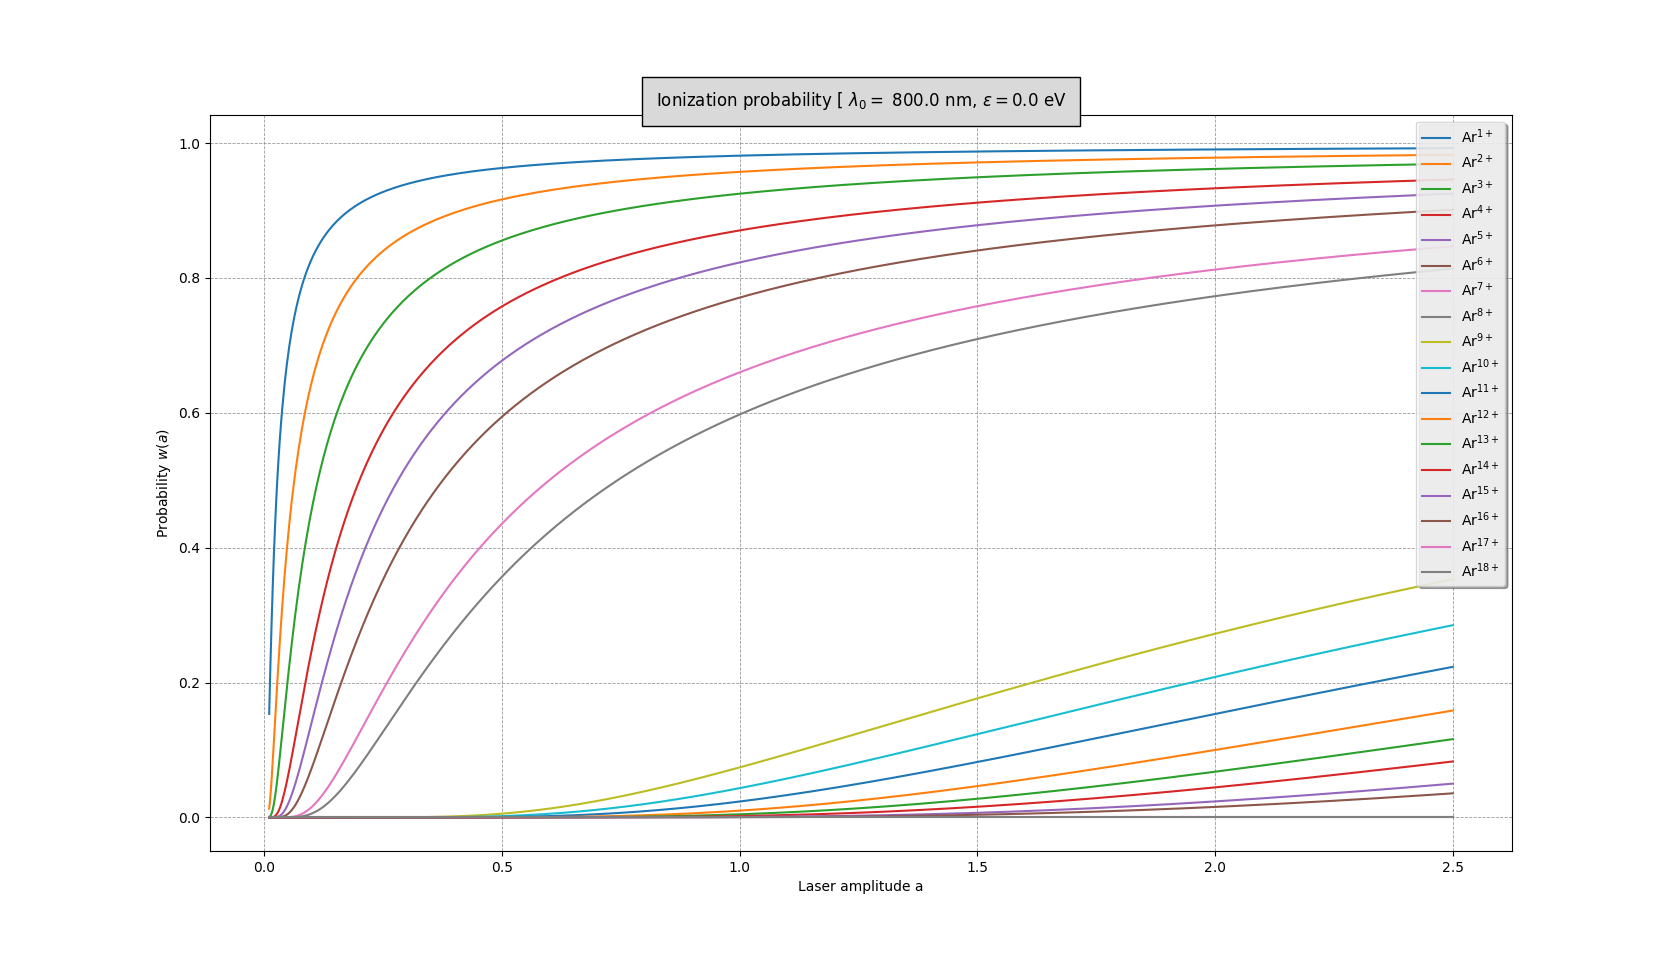 Ionization probability [ λ₀ = 800.0 nm, ε = 0.0 eV
1.0
0.8
0.6
0.4
0.2
0.0
Probability w(a)
0.0 0.5 1.0 1.5 2.0 2.5
Laser amplitude a
Ar¹⁺
Ar²⁺
Ar³⁺
Ar⁴⁺
Ar⁵⁺
Ar⁶⁺
Ar⁷⁺
Ar⁸⁺
Ar⁹⁺
Ar¹⁰⁺
Ar¹¹⁺
Ar¹²⁺
Ar¹³⁺
Ar¹⁴⁺
Ar¹⁵⁺
Ar¹⁶⁺
Ar¹⁷⁺
Ar¹⁸⁺